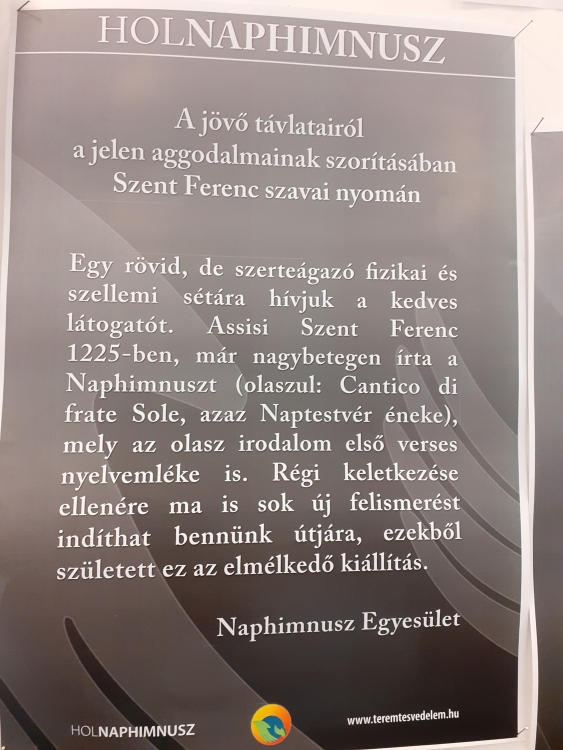 HOLNAPHIMNUSZ
A jövő távlatairól
a jelen aggodalmainak szorításában
Szent Ferenc szavai nyomán
Egy rövid, de szerteágazó fizikai és
szellemi sétára hívjuk a kedves
látogatót. Assisi Szent Ferenc
1225-ben, már nagybetegen írta a
Naphimnuszt (olaszul: Cantico di
frate Sole, azaz Naptestvér éneke),
mely az olasz irodalom első verses
nyelvemléke is. Régi keletkezése
ellenére ma is sok új felismerést
indíthat bennünk útjára, ezekből
született ez az elmélkedő kiállítás.
Naphimnusz Egyesület
HOLNAPHIMNUSZ
www.teremtesvedelem.hu